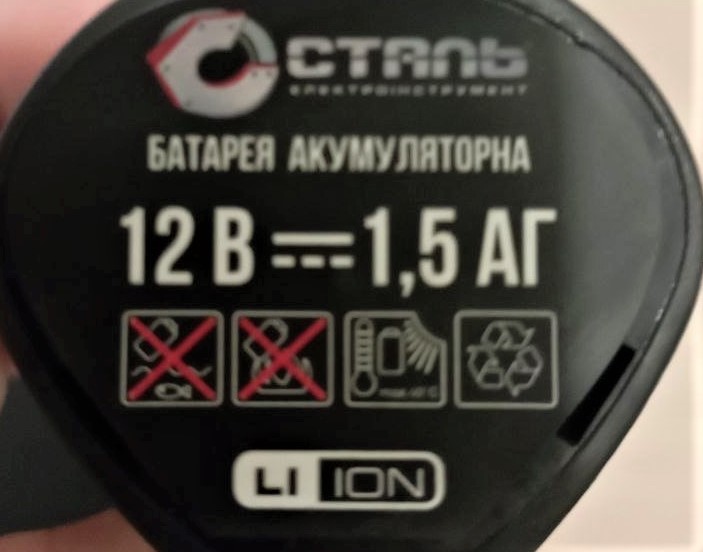 СТАЛЬ
ЕЛЕКТРОІНСТРУМЕНТ
БАТАРЕЯ АКУМУЛЯТОРНА
12 В 1,5 АГ
LI ION